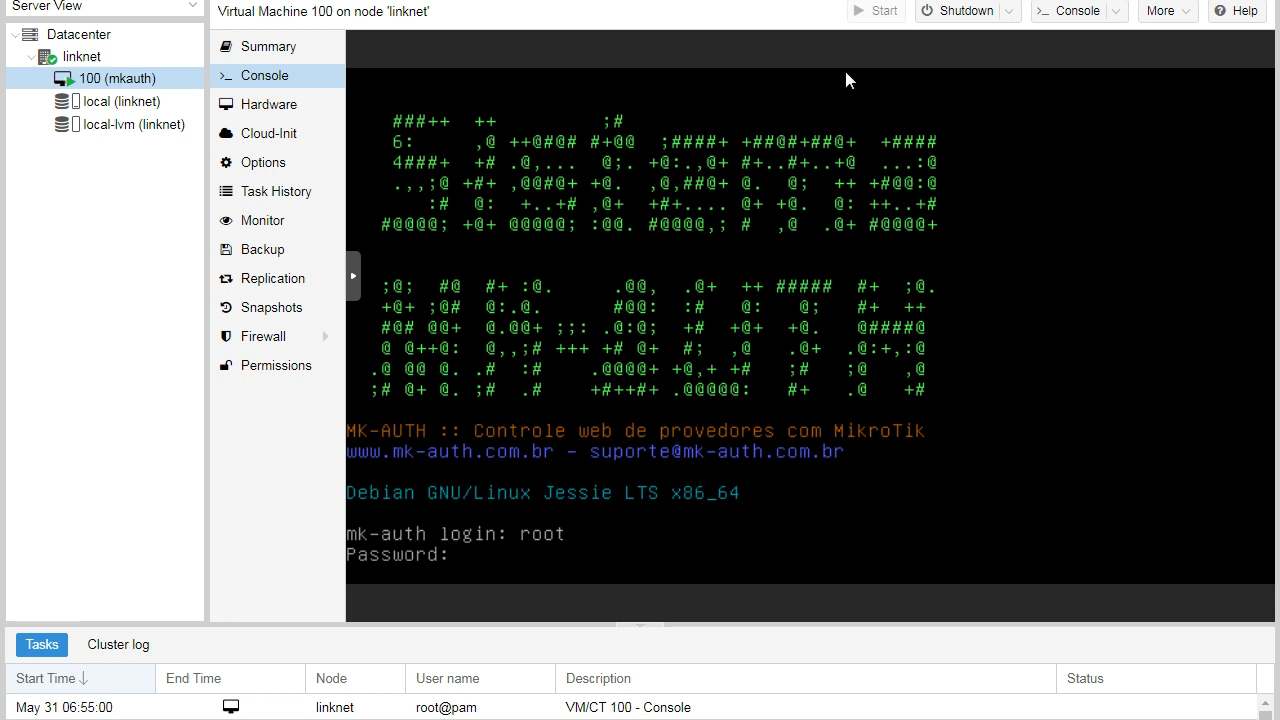 Server View
Virtual Machine 100 on node 'linknet'
Start
Shutdown
Console
More
Help
Datacenter
linknet
100 (mkauth)
local (linknet)
local-lvm (linknet)
Summary
Console
Hardware
Cloud-Init
Options
Task History
Monitor
Backup
Replication
Snapshots
Firewall
Permissions
###++  ++         ;#
6:     ,@ ++@#@# #+@@  ;####+ +##@#+##@+  +####
4###+  +# .@,...  @;. +@:.,@+ #+..#+..+@  ...:@
.,,;@ +#+ ,@@#@+ +@.  ,@,##@+ @.  @;  ++ +#@@:@
:#  @:  +..+# ,@+  +#+.... @+ +@.  @: ++..+#
#@@@@; +@+ @@@@@; :@@. #@@@@,; #  ,@  .@+ #@@@@+
;@;  #@  #+ :@.     .@@,  .@+  ++ #####  #+  ;@.
+@+ ;@#  @:.@.      #@@:  :#   @:   @;   #+  ++
#@# @@+  @.@@+ ;;: .@:@;  +#  +@+  +@.   @####@
@ @++@:  @,,;# +++ +# @+  #;  ,@   .@+  .@:+,:@
.@ @@ @. .#  :#    .@@@@+ +@,+ +#   ;#   ;@   ,@
;# @+ @. ;#  .#    +#++#+ .@@@@@:   #+   .@   +#
MK-AUTH :: Controle web de provedores com MikroTik
www.mk-auth.com.br - suporte@mk-auth.com.br
Debian GNU/Linux Jessie LTS x86_64
mk-auth login: root
Password:
Tasks
Cluster log
Start Time
End Time
Node
User name
Description
Status
May 31 06:55:00
linknet
root@pam
VM/CT 100 - Console